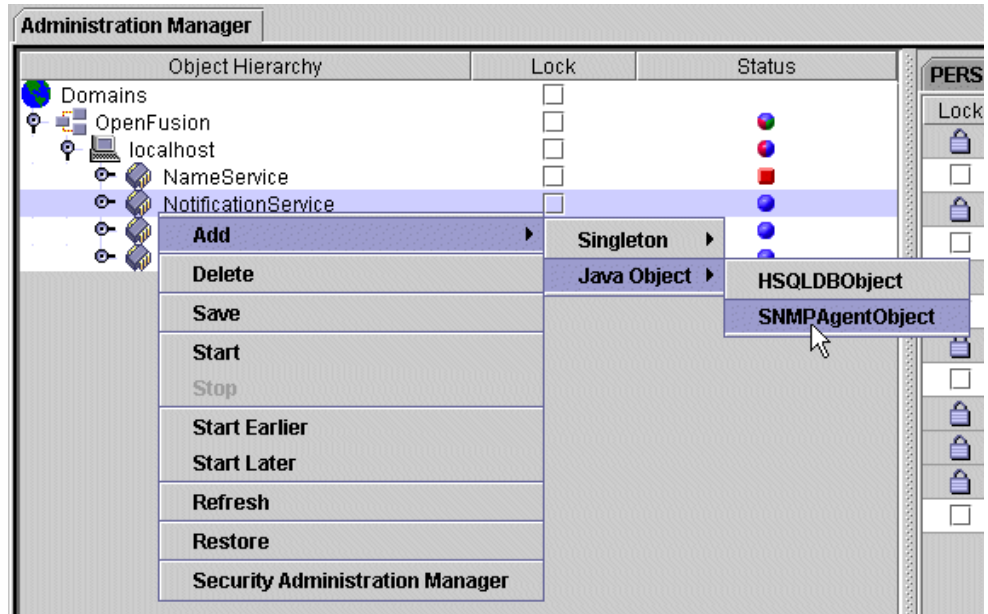 Administration Manager
Object Hierarchy Lock Status
PERS
Lock
Domains
OpenFusion
localhost
NameService
NotificationService
Add
Delete
Save
Start
Stop
Start Earlier
Start Later
Refresh
Restore
Security Administration Manager
Singleton
Java Object
HSQLDBObject
SNMPAgentObject